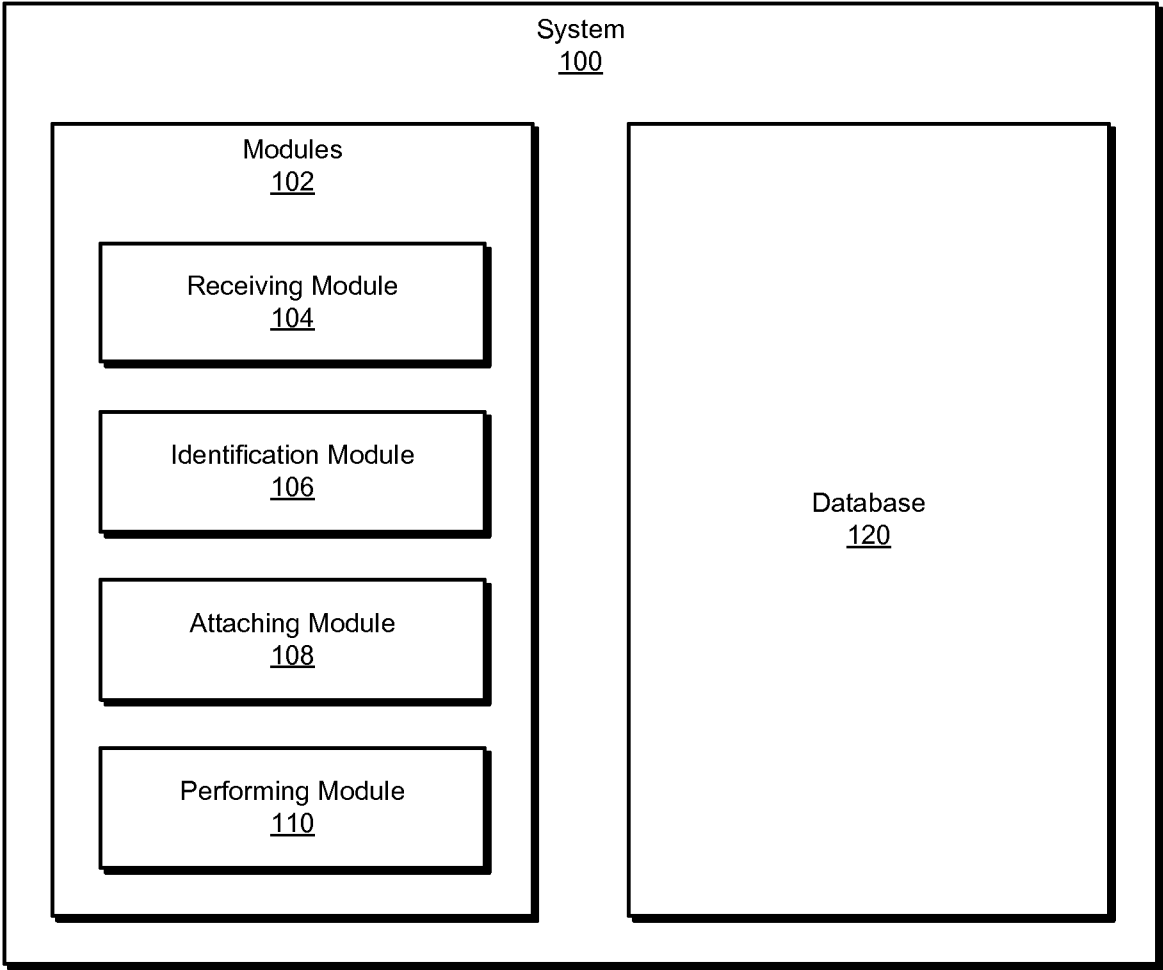 System
100
Modules
102
Receiving Module
104
Identification Module
106
Attaching Module
108
Performing Module
110
Database
120